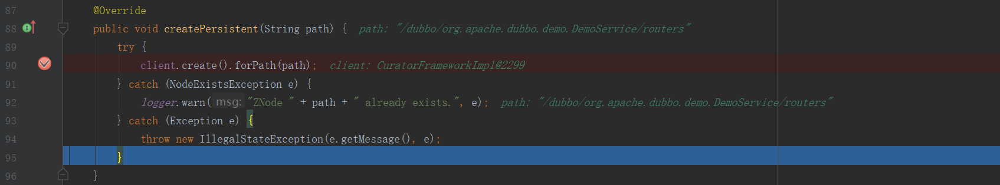 87 @Override
88 public void createPersistent(String path) { path: "/dubbo/org.apache.dubbo.demo.DemoService/routers"
89 try {
90 client.create().forPath(path); client: CuratorFrameworkImpl@2299
91 } catch (NodeExistsException e) {
92 logger.warn( msg: "ZNode " + path + " already exists.", e); path: "/dubbo/org.apache.dubbo.demo.DemoService/routers"
93 } catch (Exception e) {
94 throw new IllegalStateException(e.getMessage(), e);
95 }
96 }